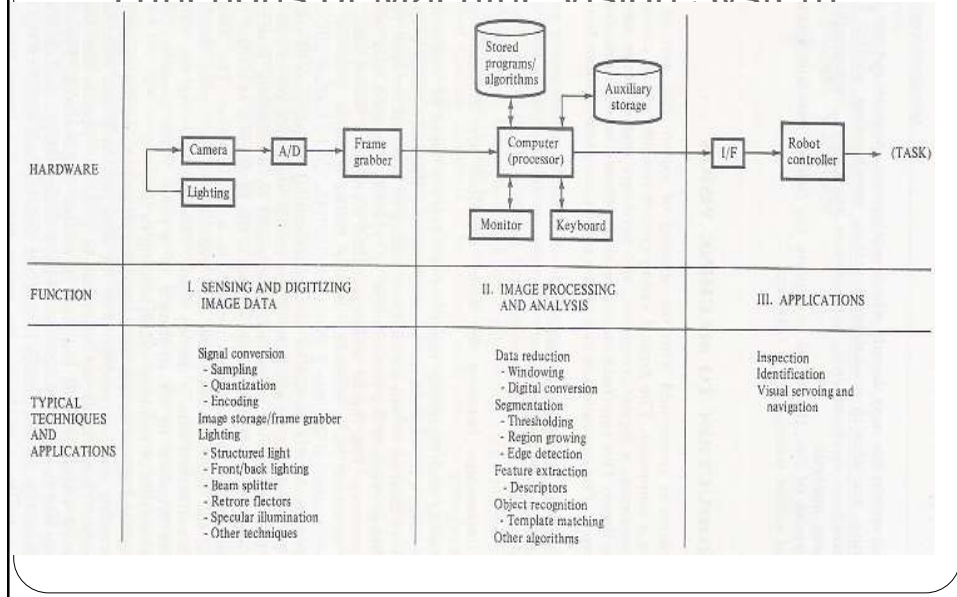 Stored
programs/
algorithms
Auxiliary
storage
HARDWARE
Camera
A/D
Frame
grabber
Computer
(processor)
I/F
Robot
controller
(TASK)
Lighting
Monitor
Keyboard
FUNCTION
I. SENSING AND DIGITIZING
IMAGE DATA
II. IMAGE PROCESSING
AND ANALYSIS
III. APPLICATIONS
TYPICAL
TECHNIQUES
AND
APPLICATIONS
Signal conversion
- Sampling
- Quantization
- Encoding
Image storage/frame grabber
Lighting
- Structured light
- Front/back lighting
- Beam splitter
- Retrore flectors
- Specular illumination
- Other techniques
Data reduction
- Windowing
- Digital conversion
Segmentation
- Thresholding
- Region growing
- Edge detection
Feature extraction
- Descriptors
Object recognition
- Template matching
Other algorithms
Inspection
Identification
Visual servoing and
navigation